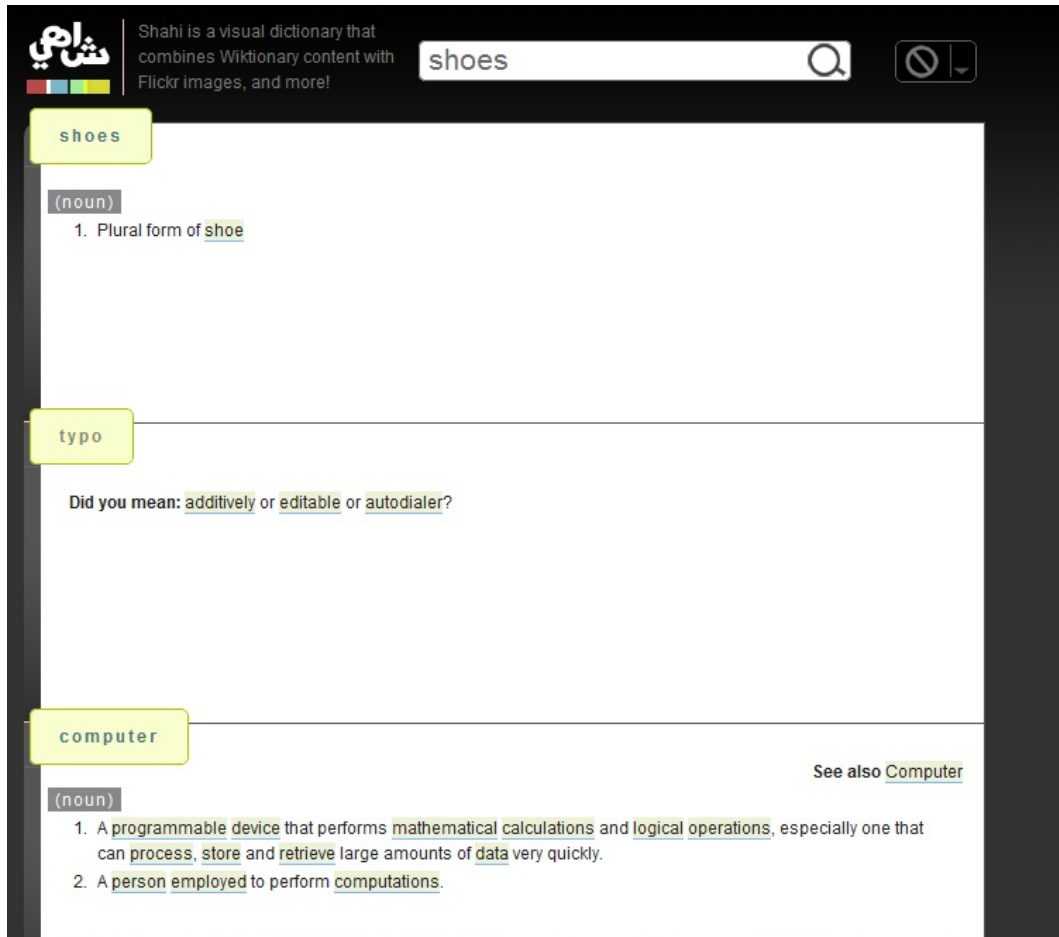 شاهي
Shahi is a visual dictionary that
combines Wiktionary content with
Flickr images, and more!
shoes
shoes
(noun)
1. Plural form of shoe
typo
Did you mean: additively or editable or autodialer?
computer
See also Computer
(noun)
1. A programmable device that performs mathematical calculations and logical operations, especially one that
can process, store and retrieve large amounts of data very quickly.
2. A person employed to perform computations.